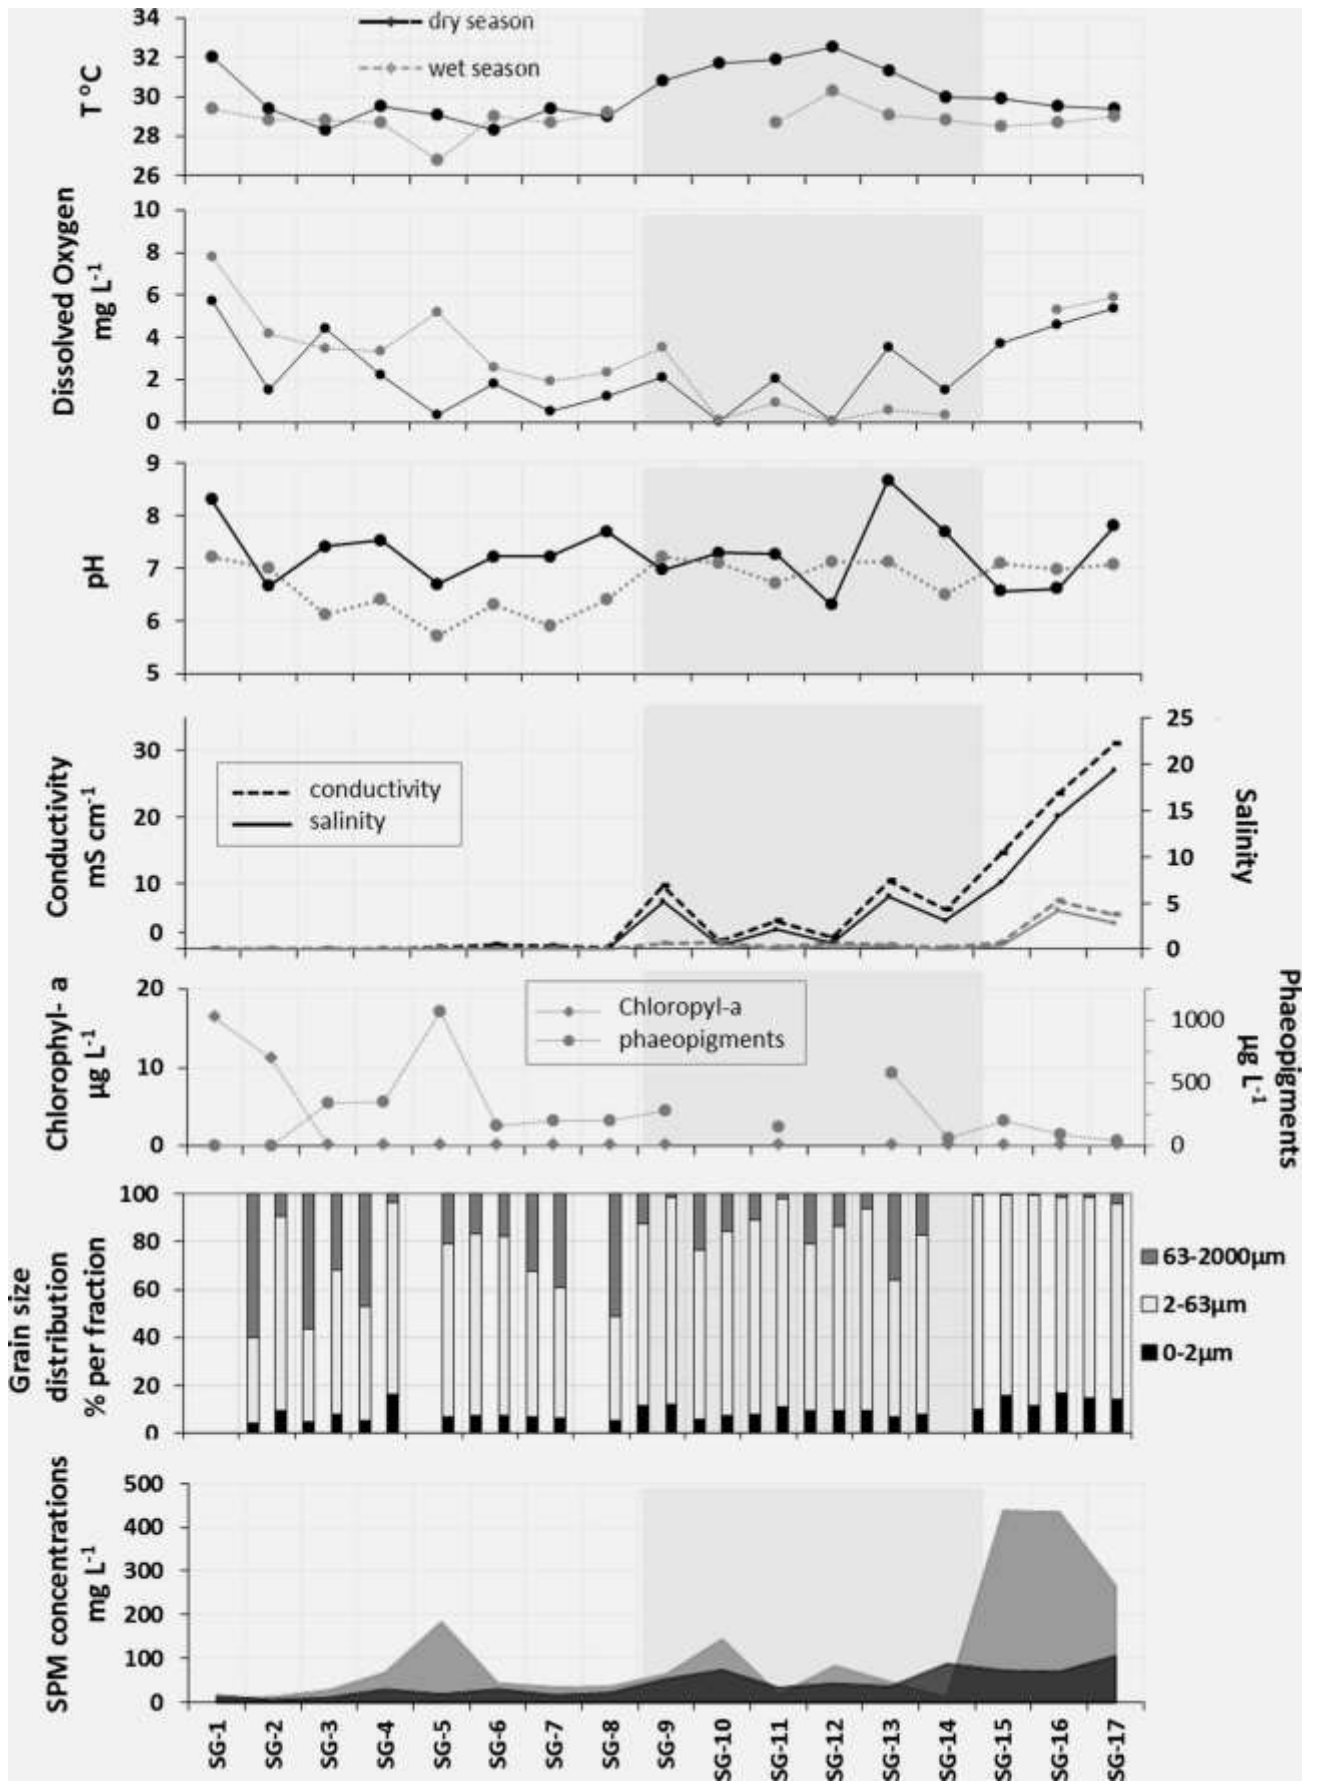 dry season
wet season
T°C
34
32
30
28
26
Dissolved Oxygen
mg L-1
10
8
6
4
2
0
pH
9
8
7
6
5
Conductivity
mS cm-1
30
20
10
0
conductivity
salinity
25
20
15
10
5
0
Salinity
Chlorophyl- a
µg L-1
20
10
0
Chloropyl-a
phaeopigments
1000
500
0
Phaeopigments
µg L-1
Grain size
distribution
% per fraction
100
80
60
40
20
0
63-2000µm
2-63µm
0-2µm
SPM concentrations
mg L-1
500
400
300
200
100
0
SG-1
SG-2
SG-3
SG-4
SG-5
SG-6
SG-7
SG-8
SG-9
SG-10
SG-11
SG-12
SG-13
SG-14
SG-15
SG-16
SG-17